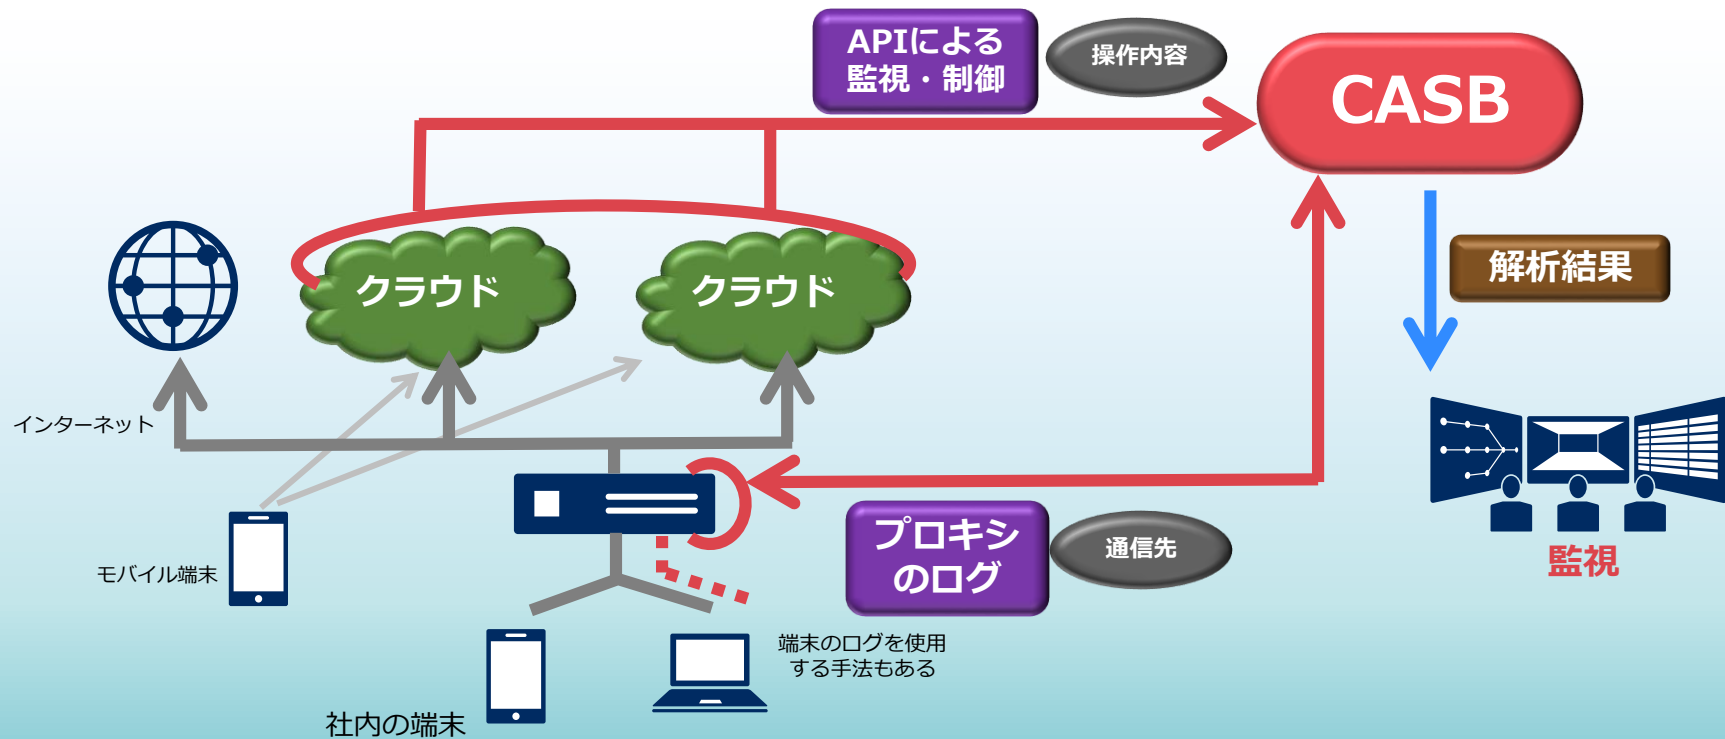 APIによる
監視・制御
操作内容
CASB
クラウド
クラウド
解析結果
インターネット
プロキシ
のログ
通信先
監視
モバイル端末
端末のログを使用
する手法もある
社内の端末